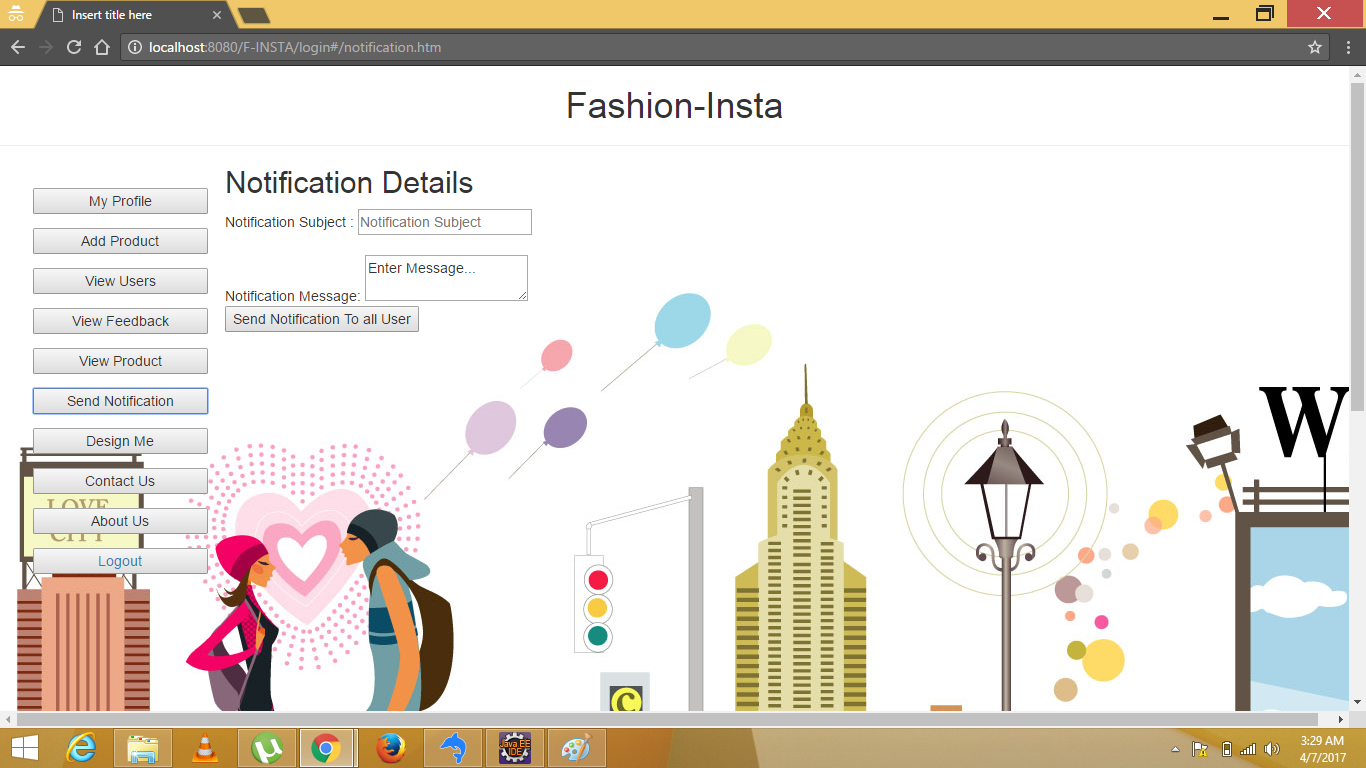 Insert title here
localhost:8080/F-INSTA/login#/notification.htm
Fashion-Insta
Notification Details
My Profile
Notification Subject : Notification Subject
Add Product
Enter Message...
View Users
Notification Message:
View Feedback
Send Notification To all User
View Product
Send Notification
W
Design Me
Contact Us
LOVE
CITY
About Us
Logout
C
Java EE
IDE
3:29 AM
4/7/2017